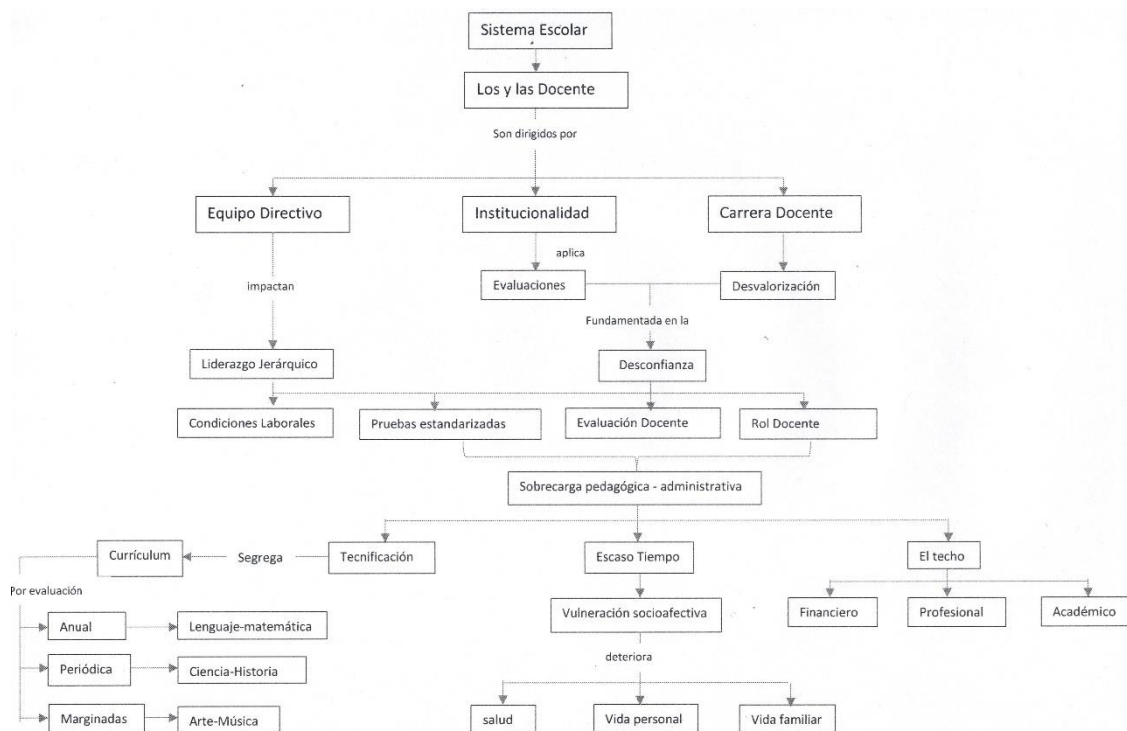 Sistema Escolar
Los y las Docente
Son dirigidos por
Equipo Directivo
Institucionalidad
Carrera Docente
aplica
impactan
Evaluaciones
Desvalorización
Fundamentada en la
Liderazgo Jerárquico
Desconfianza
Condiciones Laborales
Pruebas estandarizadas
Evaluación Docente
Rol Docente
Sobrecarga pedagógica - administrativa
Currículum
Segrega
Tecnificación
Escaso Tiempo
El techo
Por evaluación
Anual
Lenguaje-matemática
Vulneración socioafectiva
Financiero
Profesional
Académico
Periódica
Ciencia-Historia
deteriora
Marginadas
Arte-Música
salud
Vida personal
Vida familiar